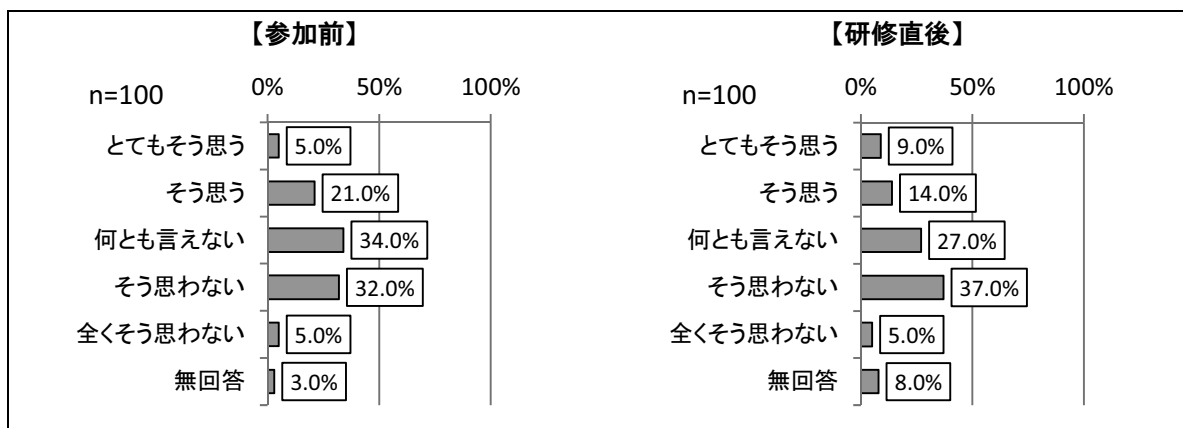 【参加前】
n=100
0% 50% 100%
とてもそう思う 5.0%
そう思う 21.0%
何とも言えない 34.0%
そう思わない 32.0%
全くそう思わない 5.0%
無回答 3.0%
【研修直後】
n=100
0% 50% 100%
とてもそう思う 9.0%
そう思う 14.0%
何とも言えない 27.0%
そう思わない 37.0%
全くそう思わない 5.0%
無回答 8.0%